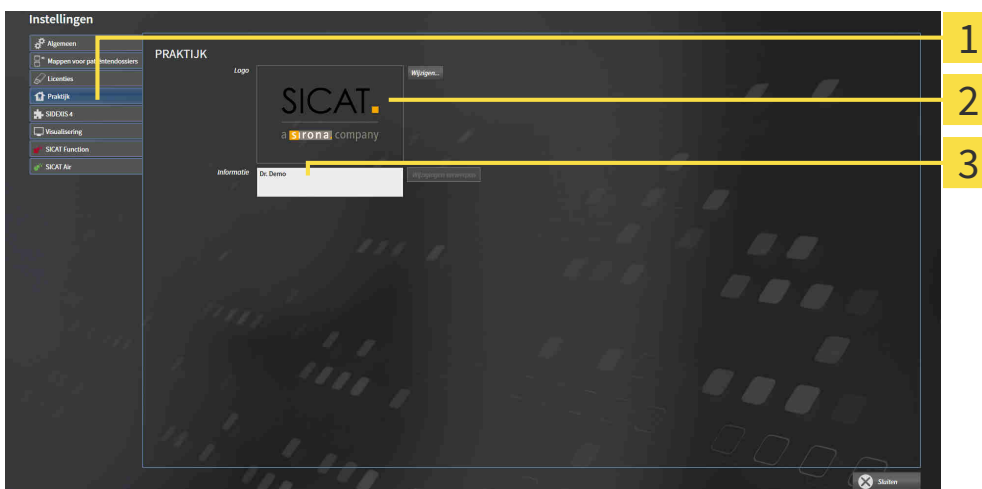 Instellingen
Algemeen
Mappen voor patiëntendossiers
Licenties
Praktijk
SIDEXIS 4
Visualisering
SICAT Function
SICAT Air
PRAKTIJK
Logo
SICAT.
a sirona company
Wijzigen...
Informatie
Dr. Demo
Wijzigingen
Sluiten
1
2
3